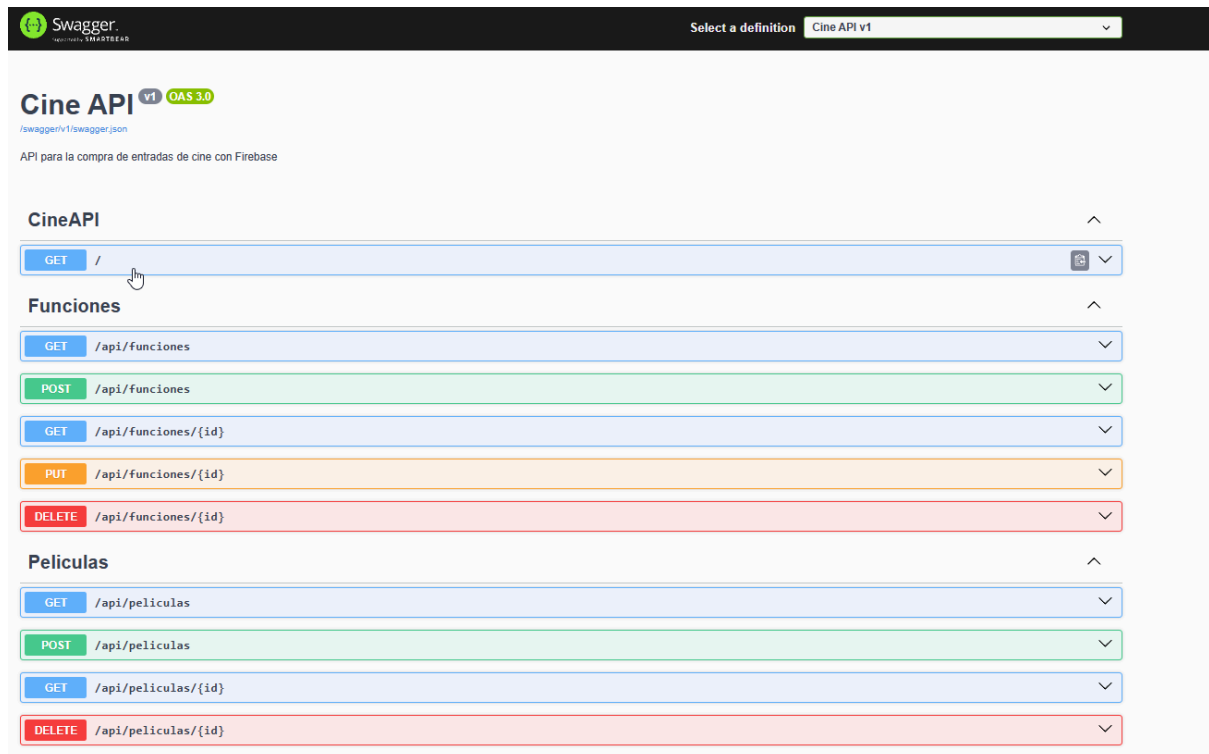 Swagger.
Supported by SMARTBEAR
Select a definition Cine API v1
Cine API v1 OAS 3.0
/swagger/v1/swagger.json
API para la compra de entradas de cine con Firebase
CineAPI
GET /
Funciones
GET /api/funciones
POST /api/funciones
GET /api/funciones/{id}
PUT /api/funciones/{id}
DELETE /api/funciones/{id}
Peliculas
GET /api/peliculas
POST /api/peliculas
GET /api/peliculas/{id}
DELETE /api/peliculas/{id}